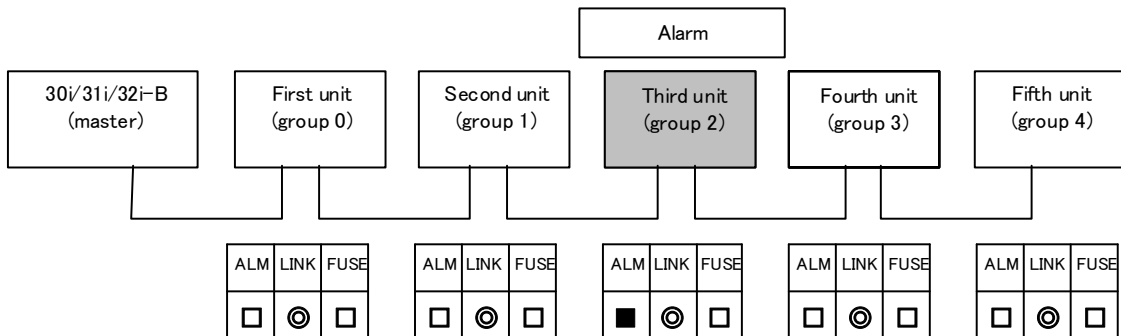 Alarm
30i/31i/32i-B
(master)
First unit
(group 0)
Second unit
(group 1)
Third unit
(group 2)
Fourth unit
(group 3)
Fifth unit
(group 4)
ALM LINK FUSE
ALM LINK FUSE
ALM LINK FUSE
ALM LINK FUSE
ALM LINK FUSE